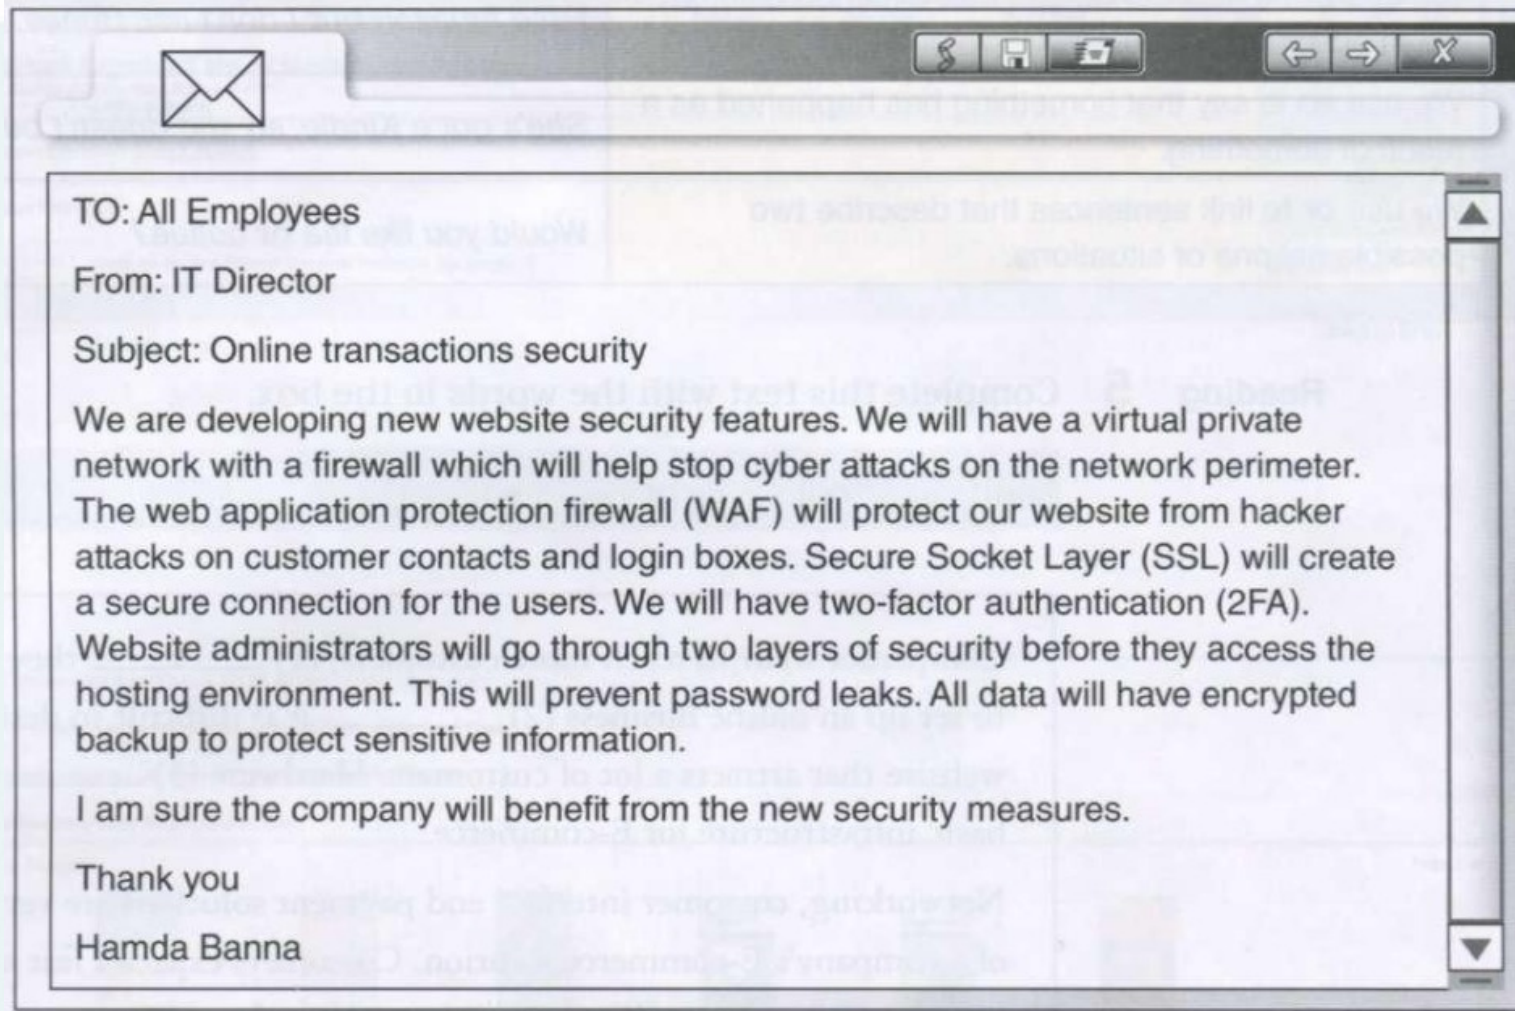 TO: All Employees
From: IT Director
Subject: Online transactions security
We are developing new website security features. We will have a virtual private
network with a firewall which will help stop cyber attacks on the network perimeter.
The web application protection firewall (WAF) will protect our website from hacker
attacks on customer contacts and login boxes. Secure Socket Layer (SSL) will create
a secure connection for the users. We will have two-factor authentication (2FA).
Website administrators will go through two layers of security before they access the
hosting environment. This will prevent password leaks. All data will have encrypted
backup to protect sensitive information.
I am sure the company will benefit from the new security measures.
Thank you
Hamda Banna